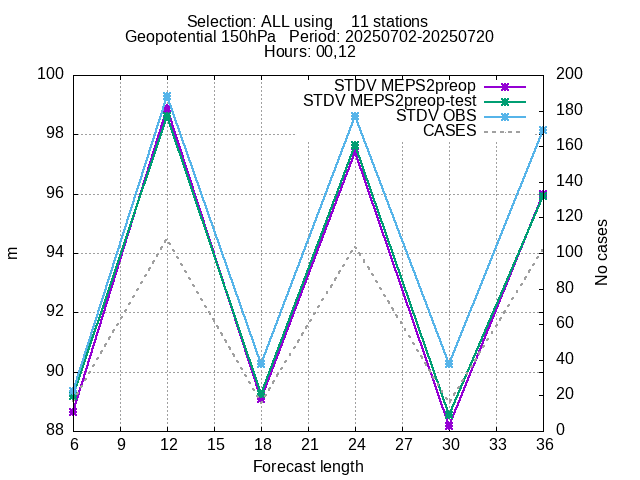 Selection: ALL using    11 stations
Geopotential 150hPa   Period: 20250702-20250720
Hours: 00,12
STDV MEPS2preop
STDV MEPS2preop-test
STDV OBS
CASES
100
98
96
94
92
90
88
m
200
180
160
140
120
100
80
60
40
20
0
No cases
6 9 12 15 18 21 24 27 30 33 36
Forecast length